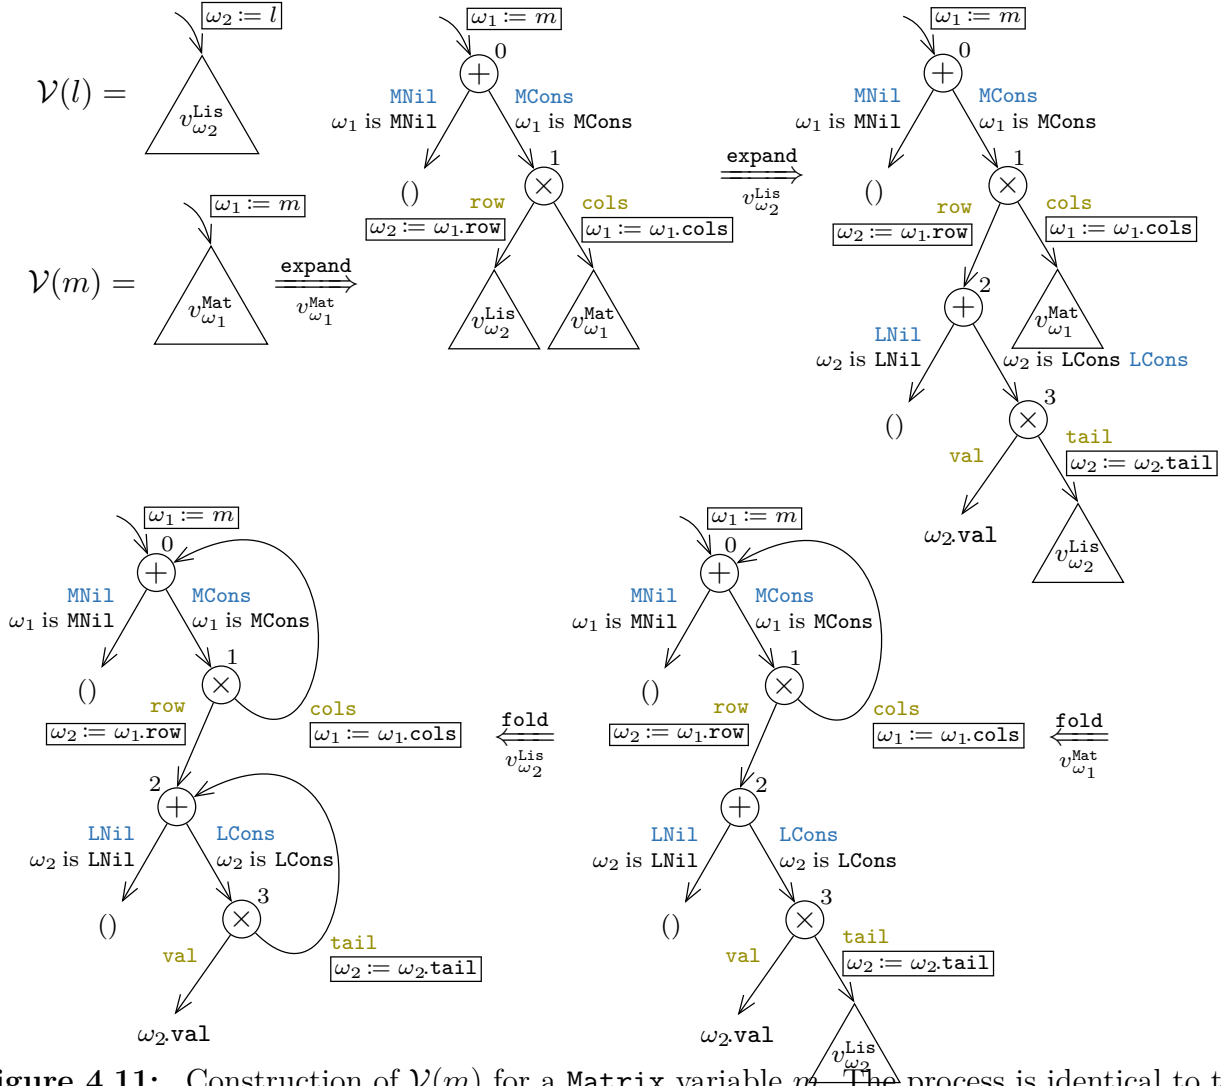 ω₂ := l
𝒱(l) =
v^Lis_ω₂
ω₁ := m
𝒱(m) =
v^Mat_ω₁
expand
v^Mat_ω₁
ω₁ := m
0
+
MNil
MCons
ω₁ is MNil
ω₁ is MCons
()
1
×
row
cols
ω₂ := ω₁.row
ω₁ := ω₁.cols
v^Lis_ω₂
v^Mat_ω₁
expand
v^Lis_ω₂
ω₁ := m
0
+
MNil
MCons
ω₁ is MNil
ω₁ is MCons
()
1
×
row
cols
ω₂ := ω₁.row
ω₁ := ω₁.cols
2
+
v^Mat_ω₁
LNil
ω₂ is LNil
ω₂ is LCons LCons
()
3
×
val
tail
ω₂ := ω₂.tail
ω₂.val
v^Lis_ω₂
ω₁ := m
0
+
MNil
MCons
ω₁ is MNil
ω₁ is MCons
()
1
×
row
cols
ω₂ := ω₁.row
ω₁ := ω₁.cols
2
+
LNil
LCons
ω₂ is LNil
ω₂ is LCons
()
3
×
val
tail
ω₂ := ω₂.tail
ω₂.val
fold
v^Lis_ω₂
ω₁ := m
0
+
MNil
MCons
ω₁ is MNil
ω₁ is MCons
()
1
×
row
cols
ω₂ := ω₁.row
ω₁ := ω₁.cols
2
+
LNil
LCons
ω₂ is LNil
ω₂ is LCons
()
3
×
val
tail
ω₂ := ω₂.tail
ω₂.val
v^Lis_ω₂
fold
v^Mat_ω₁
igure 4.11: Construction of 𝒱(m) for a Matrix variable m. The process is identical to t